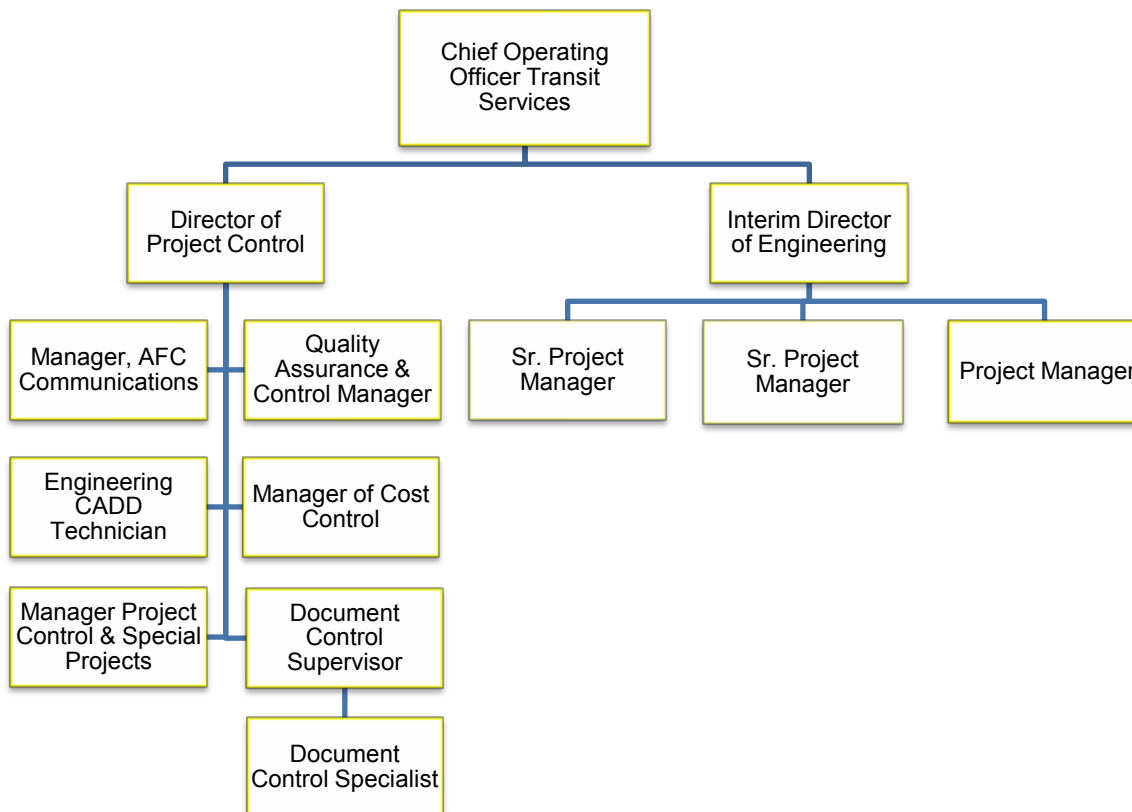 Chief Operating
Officer Transit
Services
Director of
Project Control
Interim Director
of Engineering
Manager, AFC
Communications
Quality
Assurance &
Control Manager
Sr. Project
Manager
Sr. Project
Manager
Project Manager
Engineering
CADD
Technician
Manager of Cost
Control
Manager Project
Control & Special
Projects
Document
Control
Supervisor
Document
Control Specialist